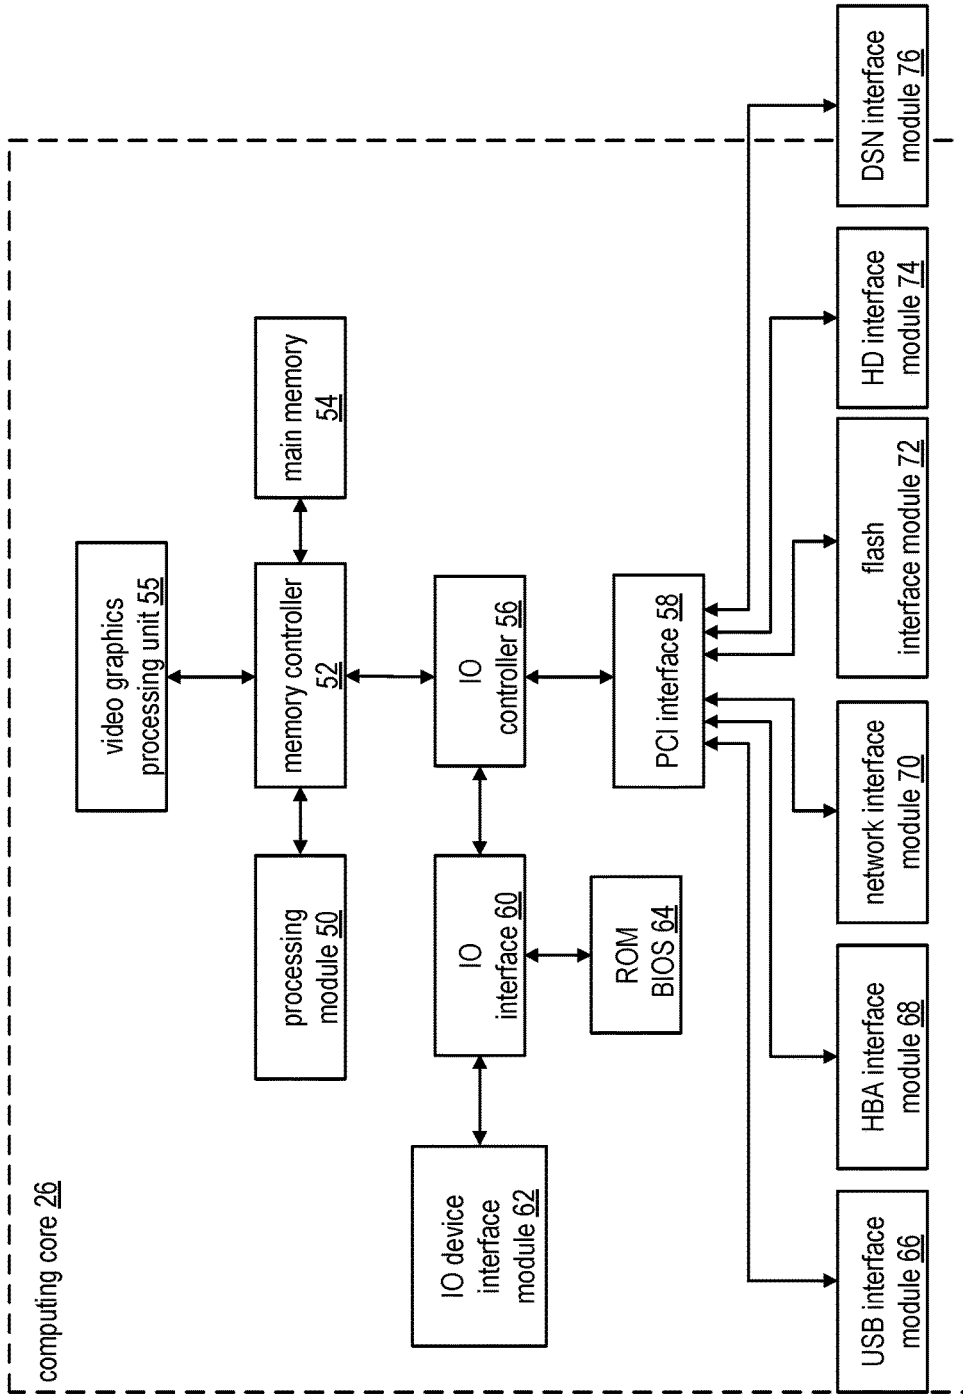 computing core 26
video graphics
processing unit 55
processing
module 50
memory controller
52
main memory
54
IO device
interface
module 62
IO
interface 60
IO
controller 56
ROM
BIOS 64
PCI interface 58
USB interface
module 66
HBA interface
module 68
network interface
module 70
flash
interface module 72
HD interface
module 74
DSN interface
module 76